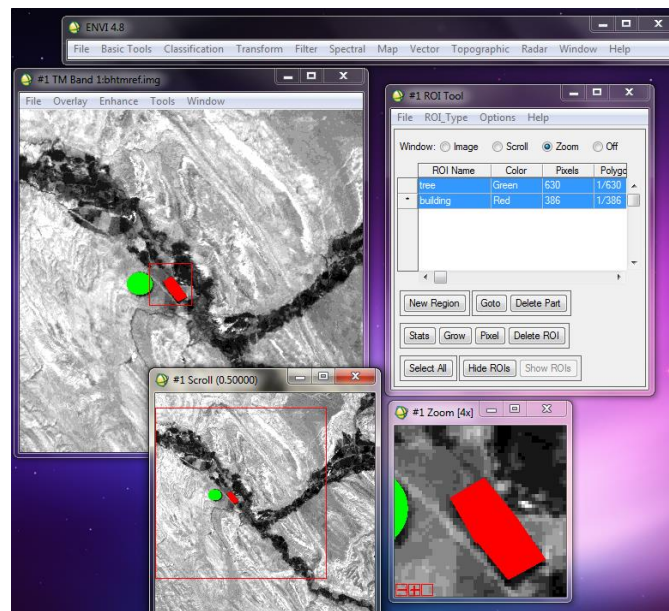 ENVI 4.8
File Basic Tools Classification Transform Filter Spectral Map Vector Topographic Radar Window Help
#1 TM Band 1:bhtmref.img
File Overlay Enhance Tools Window
#1 ROI Tool
File ROI_Type Options Help
Window: Image Scroll Zoom Off
ROI Name Color Pixels Polygo
tree Green 630 1/630
* building Red 386 1/386
New Region Goto Delete Part
Stats Grow Pixel Delete ROI
Select All Hide ROIs Show ROIs
#1 Scroll (0.50000)
#1 Zoom [4x]